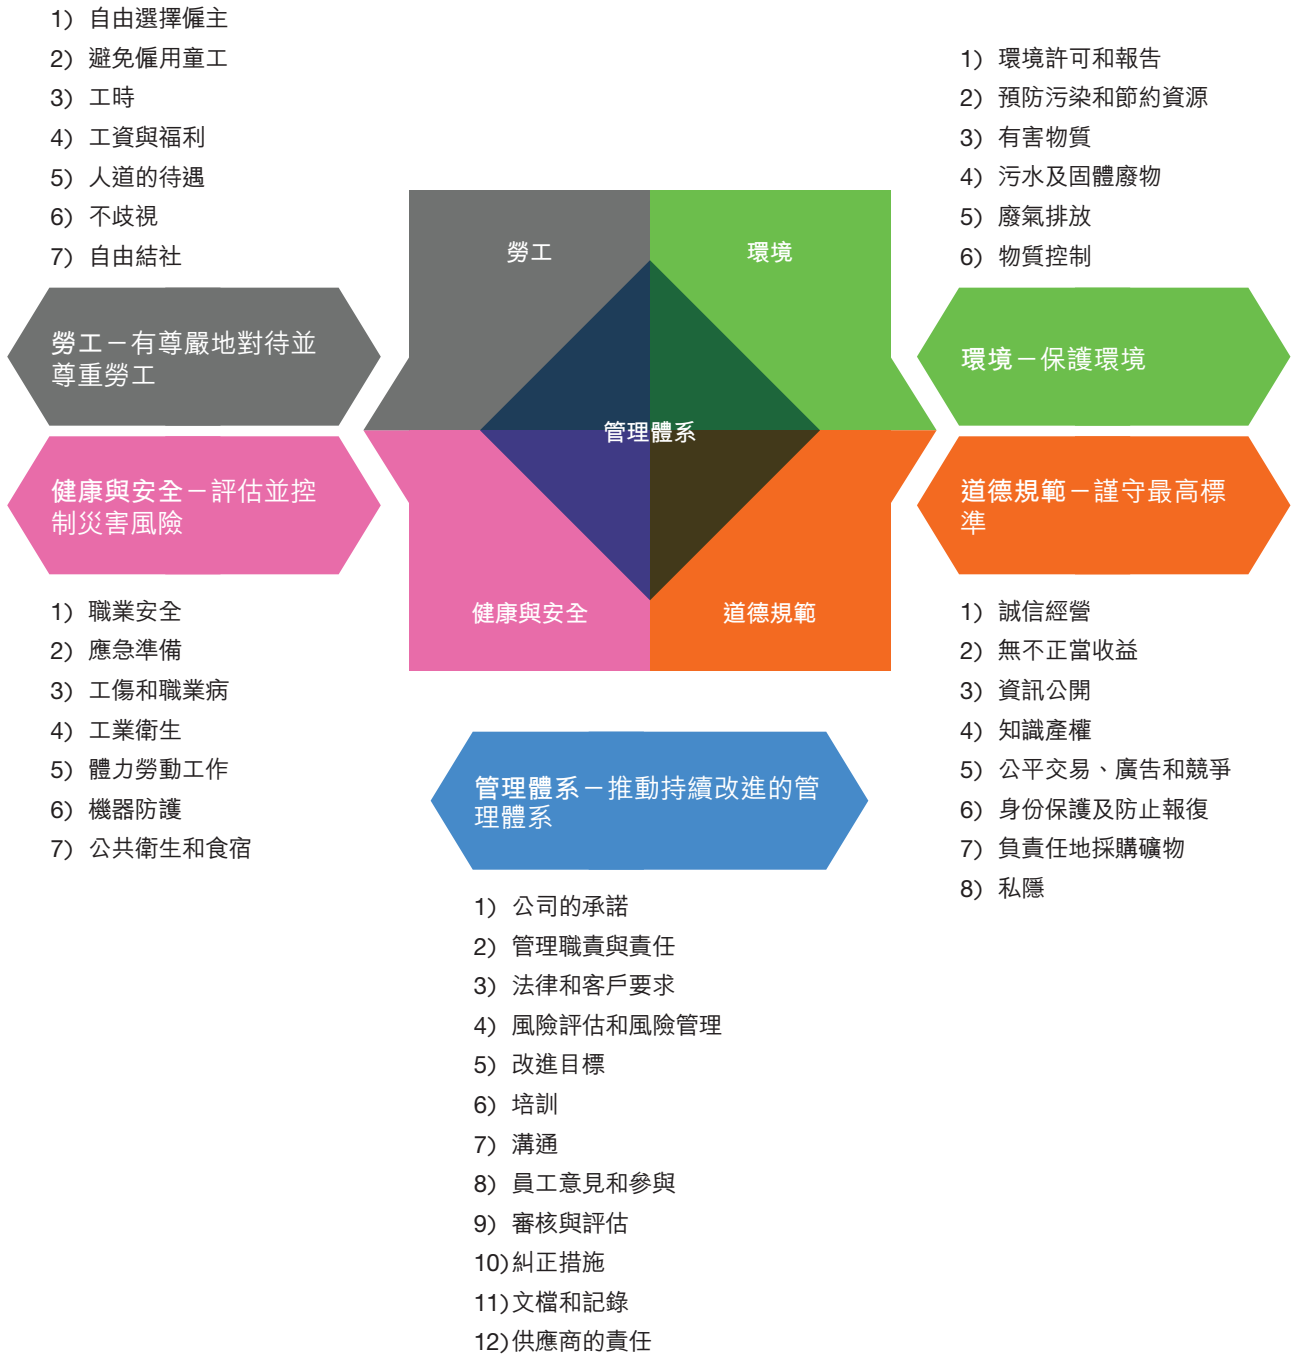 1) 自由選擇僱主
2) 避免僱用童工
3) 工時
4) 工資與福利
5) 人道的待遇
6) 不歧視
7) 自由結社
勞工－有尊嚴地對待並
尊重勞工
健康與安全－評估並控
制災害風險
1) 職業安全
2) 應急準備
3) 工傷和職業病
4) 工業衛生
5) 體力勞動工作
6) 機器防護
7) 公共衛生和食宿
勞工
環境
管理體系
健康與安全
道德規範
1) 環境許可和報告
2) 預防污染和節約資源
3) 有害物質
4) 污水及固體廢物
5) 廢氣排放
6) 物質控制
環境－保護環境
道德規範－謹守最高標
準
1) 誠信經營
2) 無不正當收益
3) 資訊公開
4) 知識產權
5) 公平交易、廣告和競爭
6) 身份保護及防止報復
7) 負責任地採購礦物
8) 私隱
管理體系－推動持續改進的管
理體系
1) 公司的承諾
2) 管理職責與責任
3) 法律和客戶要求
4) 風險評估和風險管理
5) 改進目標
6) 培訓
7) 溝通
8) 員工意見和參與
9) 審核與評估
10)糾正措施
11)文檔和記錄
12)供應商的責任